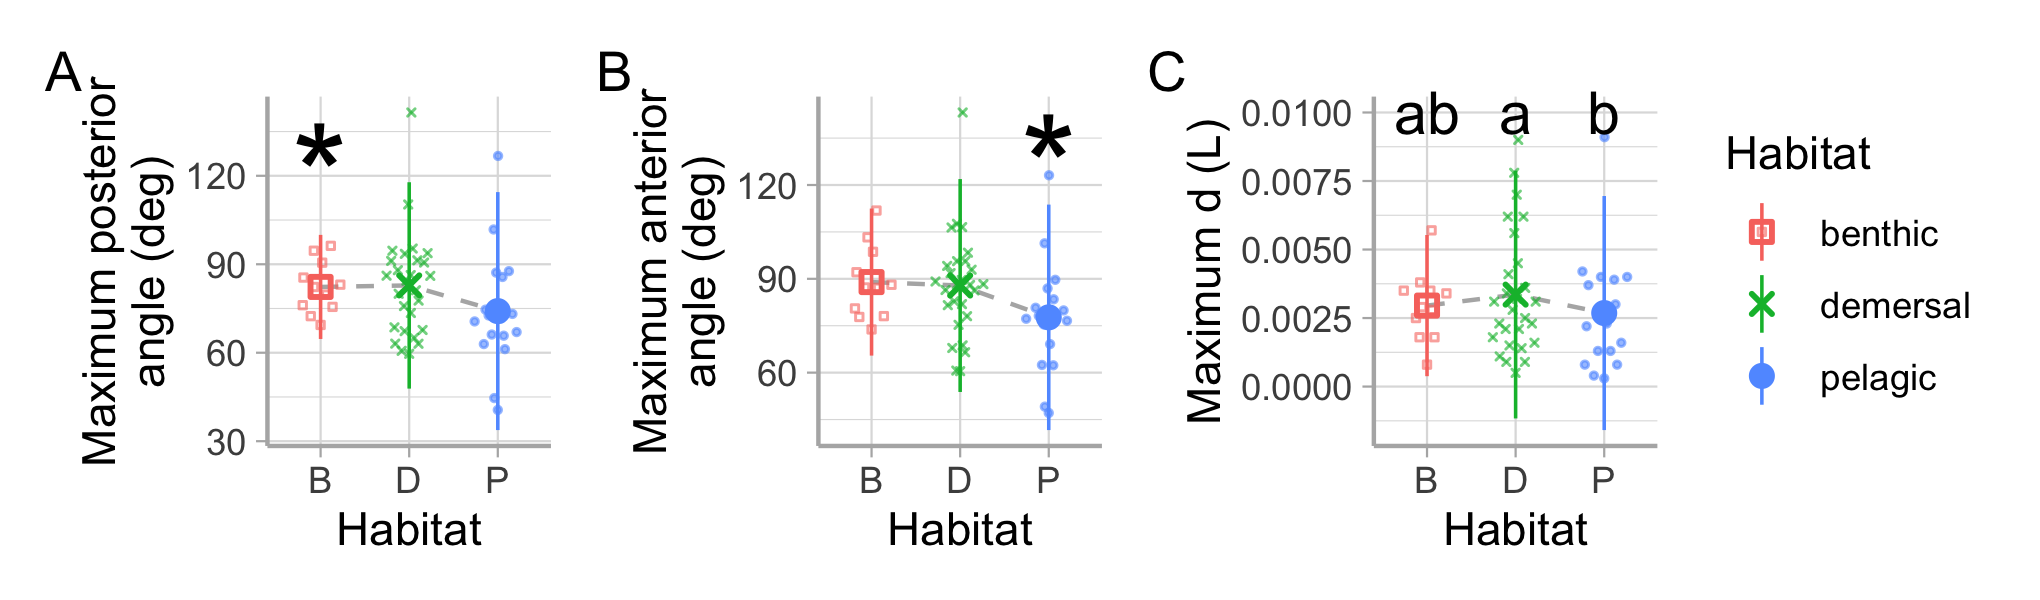 A
Maximum posterior
angle (deg)
120
90
60
30
*
B
D
P
Habitat
B
Maximum anterior
angle (deg)
120
90
60
*
B
D
P
Habitat
C
Maximum d (L)
0.0100
0.0075
0.0050
0.0025
0.0000
ab a b
B
D
P
Habitat
Habitat
benthic
demersal
pelagic